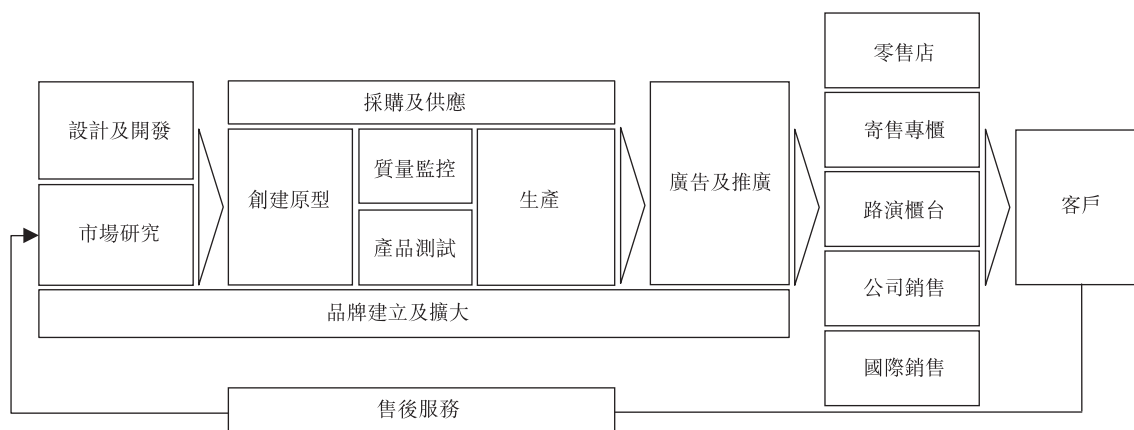 設計及開發
市場研究
採購及供應
創建原型
質量監控
產品測試
生產
品牌建立及擴大
廣告及推廣
零售店
寄售專櫃
路演櫃台
公司銷售
國際銷售
客戶
售後服務